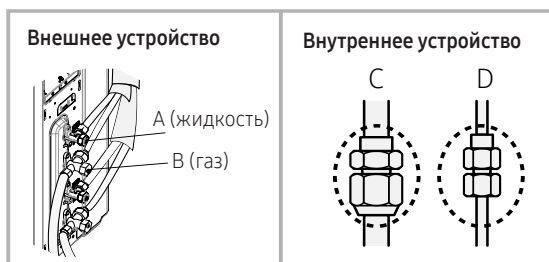 Внешнее устройство
A (жидкость)
B (газ)
Внутреннее устройство
C
D